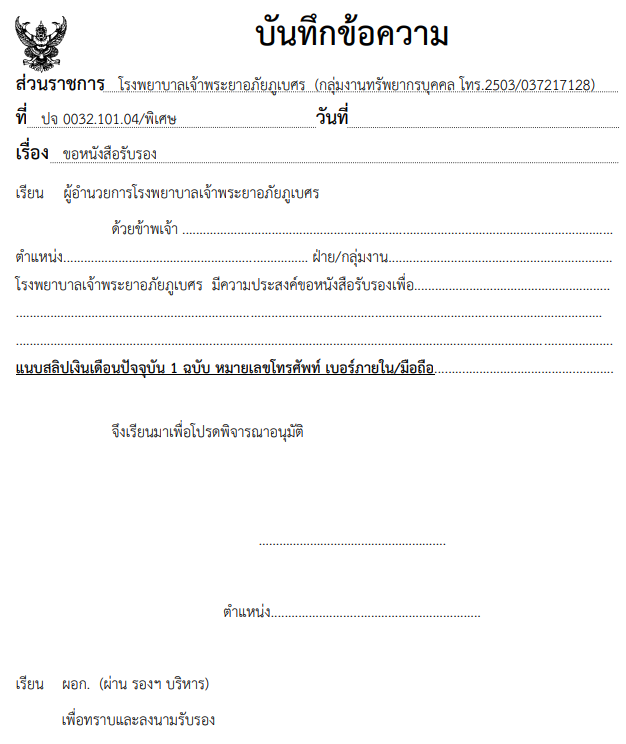 บันทึกข้อความ
ส่วนราชการ โรงพยาบาลเจ้าพระยาอภัยภูเบศร (กลุ่มงานทรัพยากรบุคคล โทร.2503/037217128)
ที่ ปจ 0032.101.04/พิเศษ วันที่
เรื่อง ขอหนังสือรับรอง
เรียน ผู้อำนวยการโรงพยาบาลเจ้าพระยาอภัยภูเบศร
ด้วยข้าพเจ้า ........................................................................................................
ตำแหน่ง....................................................................... ฝ่าย/กลุ่มงาน.................................................................
โรงพยาบาลเจ้าพระยาอภัยภูเบศร มีความประสงค์ขอหนังสือรับรองเพื่อ.........................................................
..........................................................................................................................................................................
.............................................................................................................................................................................
แนบสลิปเงินเดือนปัจจุบัน 1 ฉบับ หมายเลขโทรศัพท์ เบอร์ภายใน/มือถือ....................................................
จึงเรียนมาเพื่อโปรดพิจารณาอนุมัติ
......................................................
ตำแหน่ง.............................................................
เรียน ผอก. (ผ่าน รองฯ บริหาร)
เพื่อทราบและลงนามรับรอง